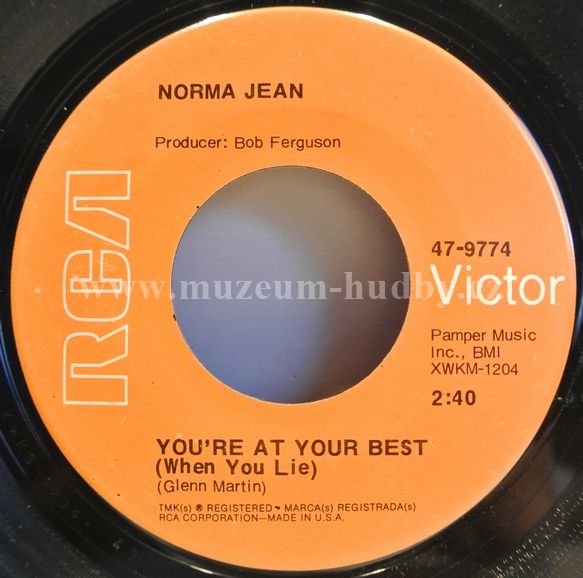 NORMA JEAN
Producer: Bob Ferguson
RCA
47-9774
Victor
www.muzeum-hudby.cz
Pamper Music
Inc., BMI
XWKM-1204
2:40
YOU'RE AT YOUR BEST
(When You Lie)
(Glenn Martin)
TMK(s) ® REGISTERED • MARCA(s) REGISTRADA(s)
RCA CORPORATION—MADE IN U.S.A.